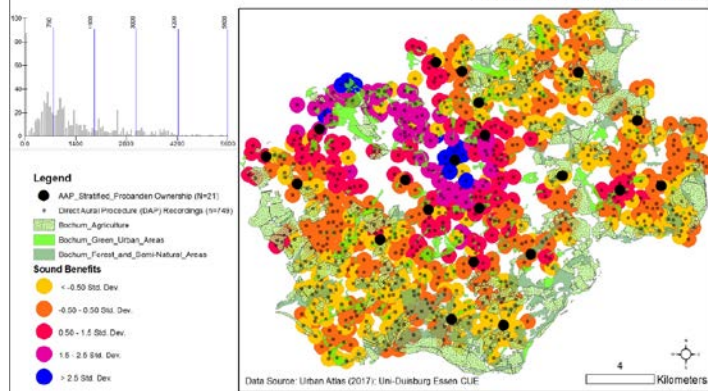 100
80
60
40
20
0
0.0
1400
4200
Legend
AAP_Stratified_Probanden Ownership (N=21)
Direct Aural Procedure (DAP) Recordings (n=749)
Bochum_Agriculture
Bochum_Green_Urban_Areas
Bochum_Forest_and_Semi-Natural_Areas
Sound Benefits
< -0.50 Std. Dev.
-0.50 - 0.50 Std. Dev.
0.50 - 1.5 Std. Dev.
1.5 - 2.5 Std. Dev.
> 2.5 Std. Dev.
4
Kilometers
Data Source: Urban Atlas (2017); Uni-Duisburg Essen CUE